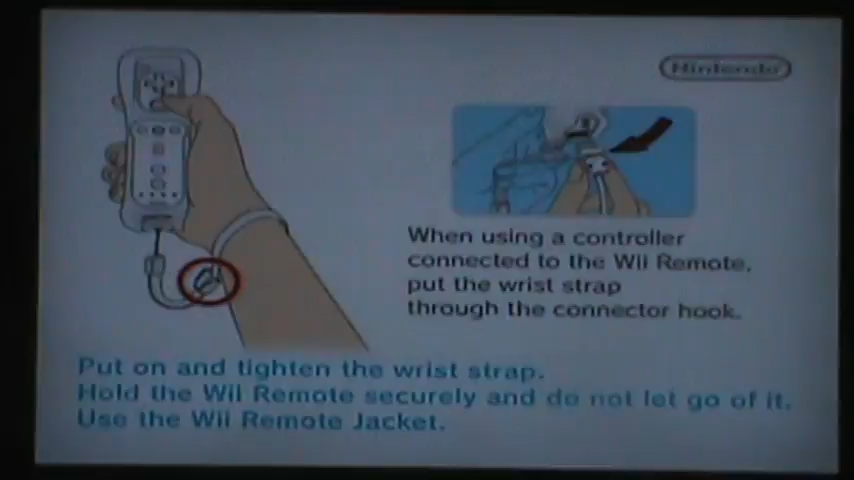 Nintendo
When using a controller
connected to the Wii Remote,
put the wrist strap
through the connector hook.
Put on and tighten the wrist strap.
Hold the Wii Remote securely and do not let go of it.
Use the Wii Remote Jacket.